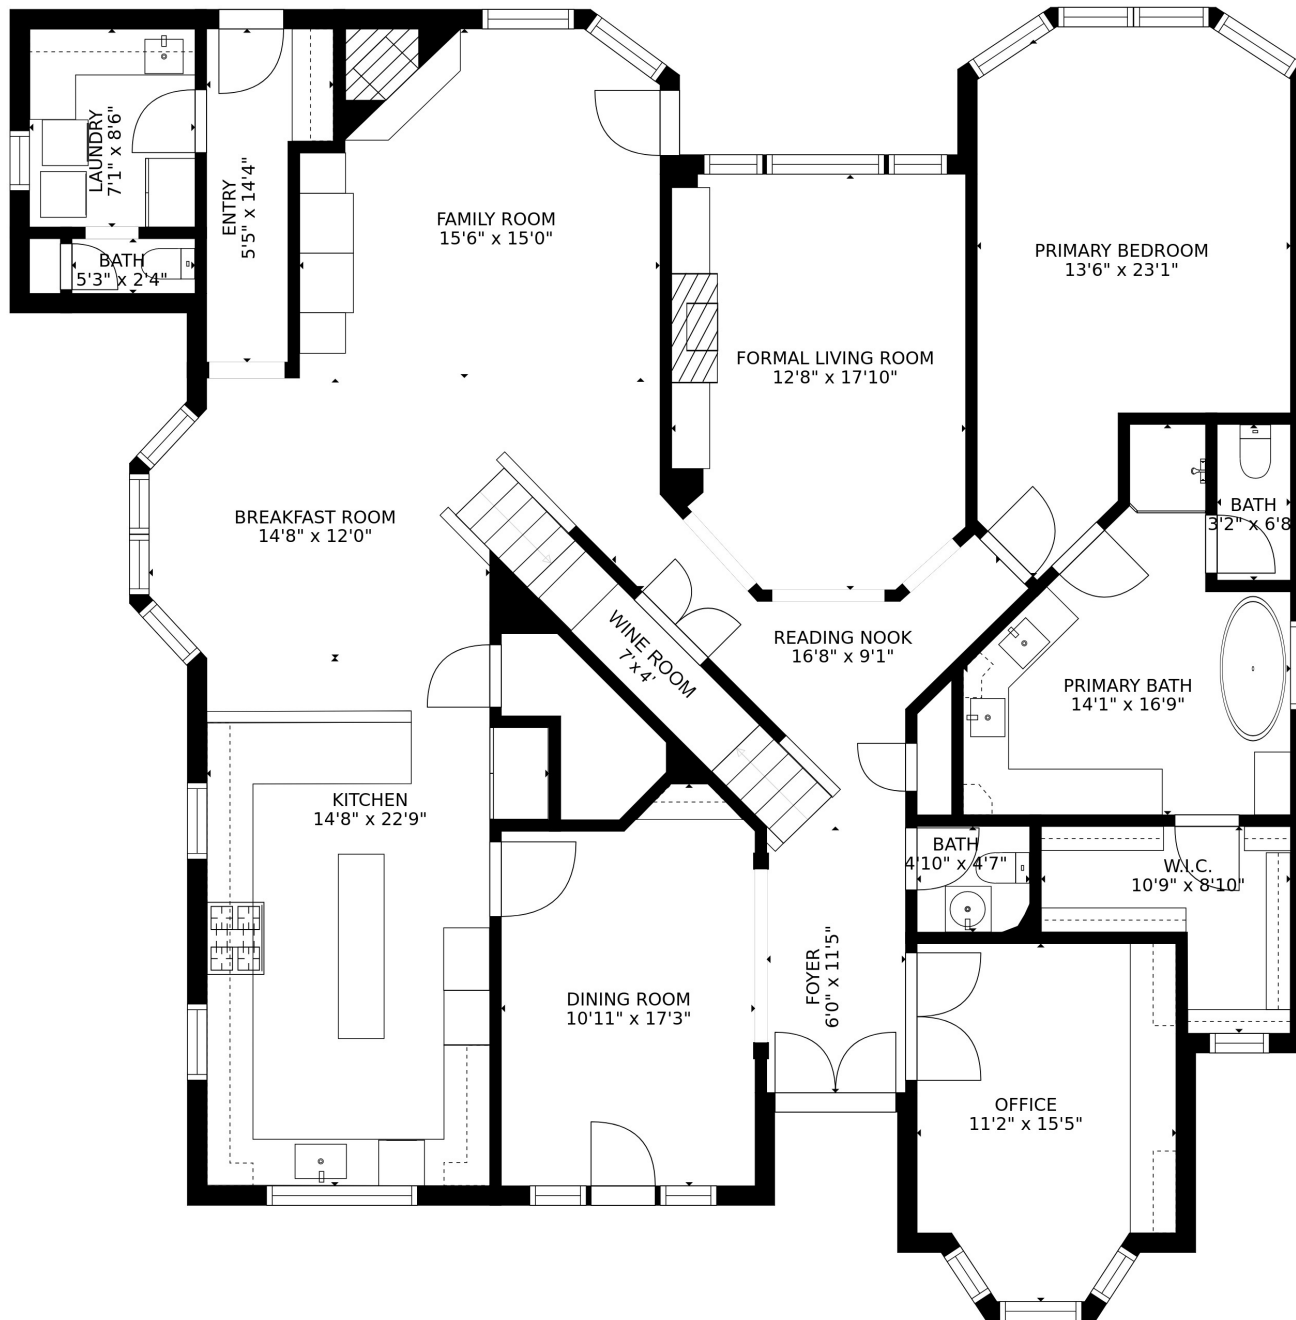 LAUNDRY
7'1" x 8'6"
ENTRY
5'5" x 14'4"
FAMILY ROOM
15'6" x 15'0"
PRIMARY BEDROOM
13'6" x 23'1"
BATH
5'3" x 2'4"
FORMAL LIVING ROOM
12'8" x 17'10"
BREAKFAST ROOM
14'8" x 12'0"
BATH
3'2" x 6'8
WINE ROOM
7' x 4'
READING NOOK
16'8" x 9'1"
PRIMARY BATH
14'1" x 16'9"
KITCHEN
14'8" x 22'9"
BATH
4'10" x 4'7"
W.I.C.
10'9" x 8'10"
DINING ROOM
10'11" x 17'3"
FOYER
6'0" x 11'5"
OFFICE
11'2" x 15'5"